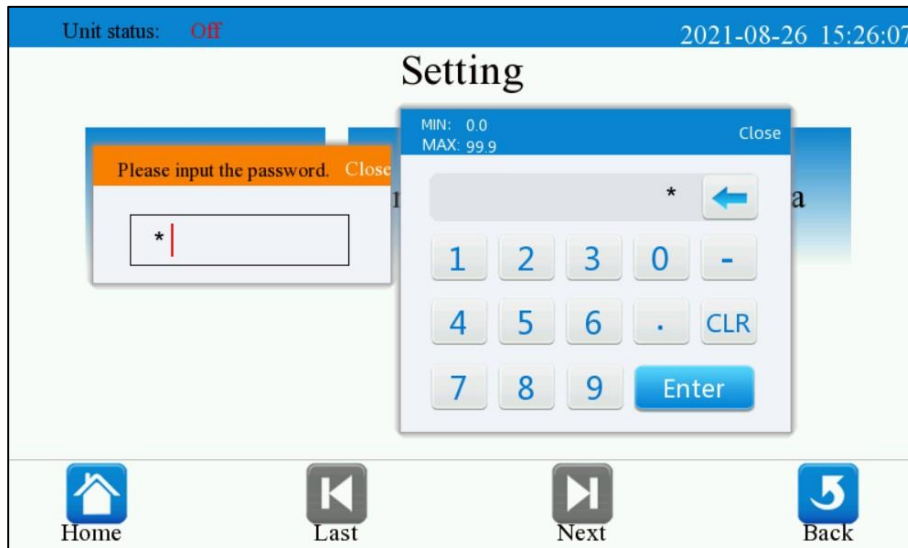 Unit status: Off 2021-08-26 15:26:07
Setting
MIN: 0.0
MAX: 99.9
Close
Please input the password. Close
*
*
1 2 3 0 -
4 5 6 . CLR
7 8 9 Enter
Home Last Next Back